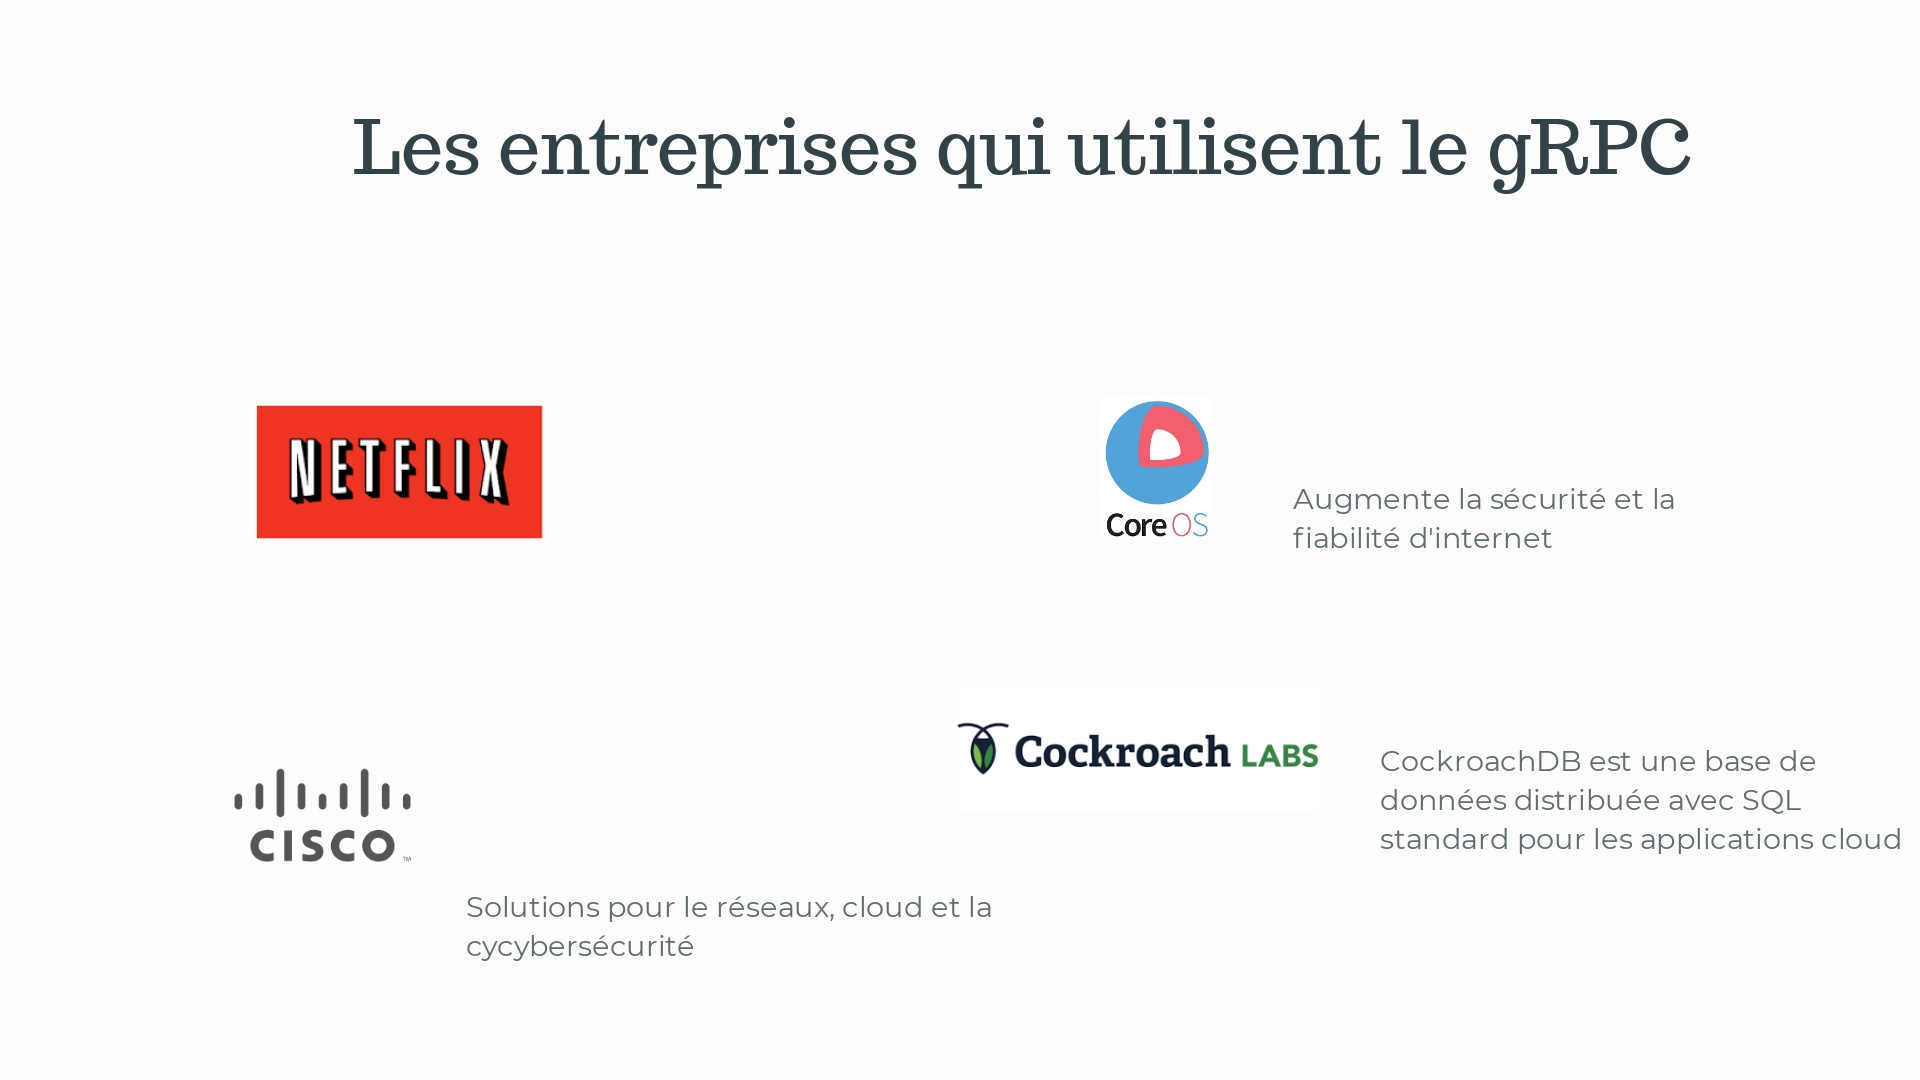 Les entreprises qui utilisent le gRPC
NETFLIX
Core OS
Augmente la sécurité et la
fiabilité d'internet
Cockroach LABS
CockroachDB est une base de
données distribuée avec SQL
standard pour les applications cloud
CISCO™
Solutions pour le réseaux, cloud et la
cycybersécurité